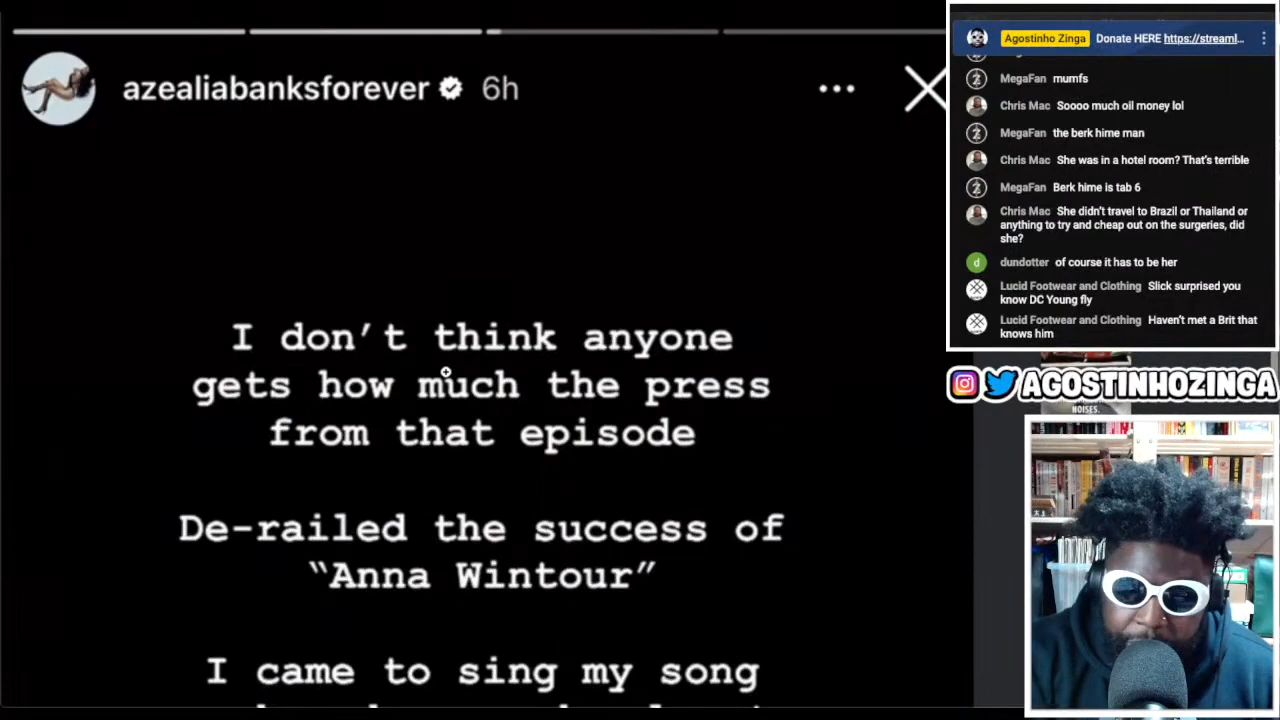 azealiabanksforever 6h
I don't think anyone
gets how much the press
from that episode
De-railed the success of
"Anna Wintour"
I came to sing my song
Agostinho Zinga Donate HERE https://streaml...
MegaFan mumfs
Chris Mac Soooo much oil money lol
MegaFan the berk hime man
Chris Mac She was in a hotel room? That's terrible
MegaFan Berk hime is tab 6
Chris Mac She didn't travel to Brazil or Thailand or
anything to try and cheap out on the surgeries, did
she?
dundotter of course it has to be her
Lucid Footwear and Clothing Slick surprised you
know DC Young fly
Lucid Footwear and Clothing Haven't met a Brit that
knows him
AGOSTINHOZINGA
NOISES.